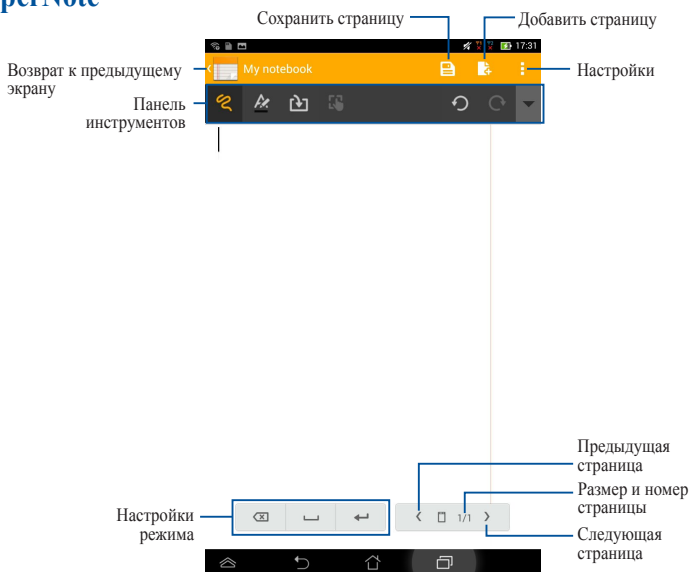 perNote
Сохранить страницу
Добавить страницу
17:31
Возврат к предыдущему
экрану
My notebook
Настройки
Панель
инструментов
Предыдущая
страница
Размер и номер
страницы
Настройки
режима
1/1
Следующая
страница